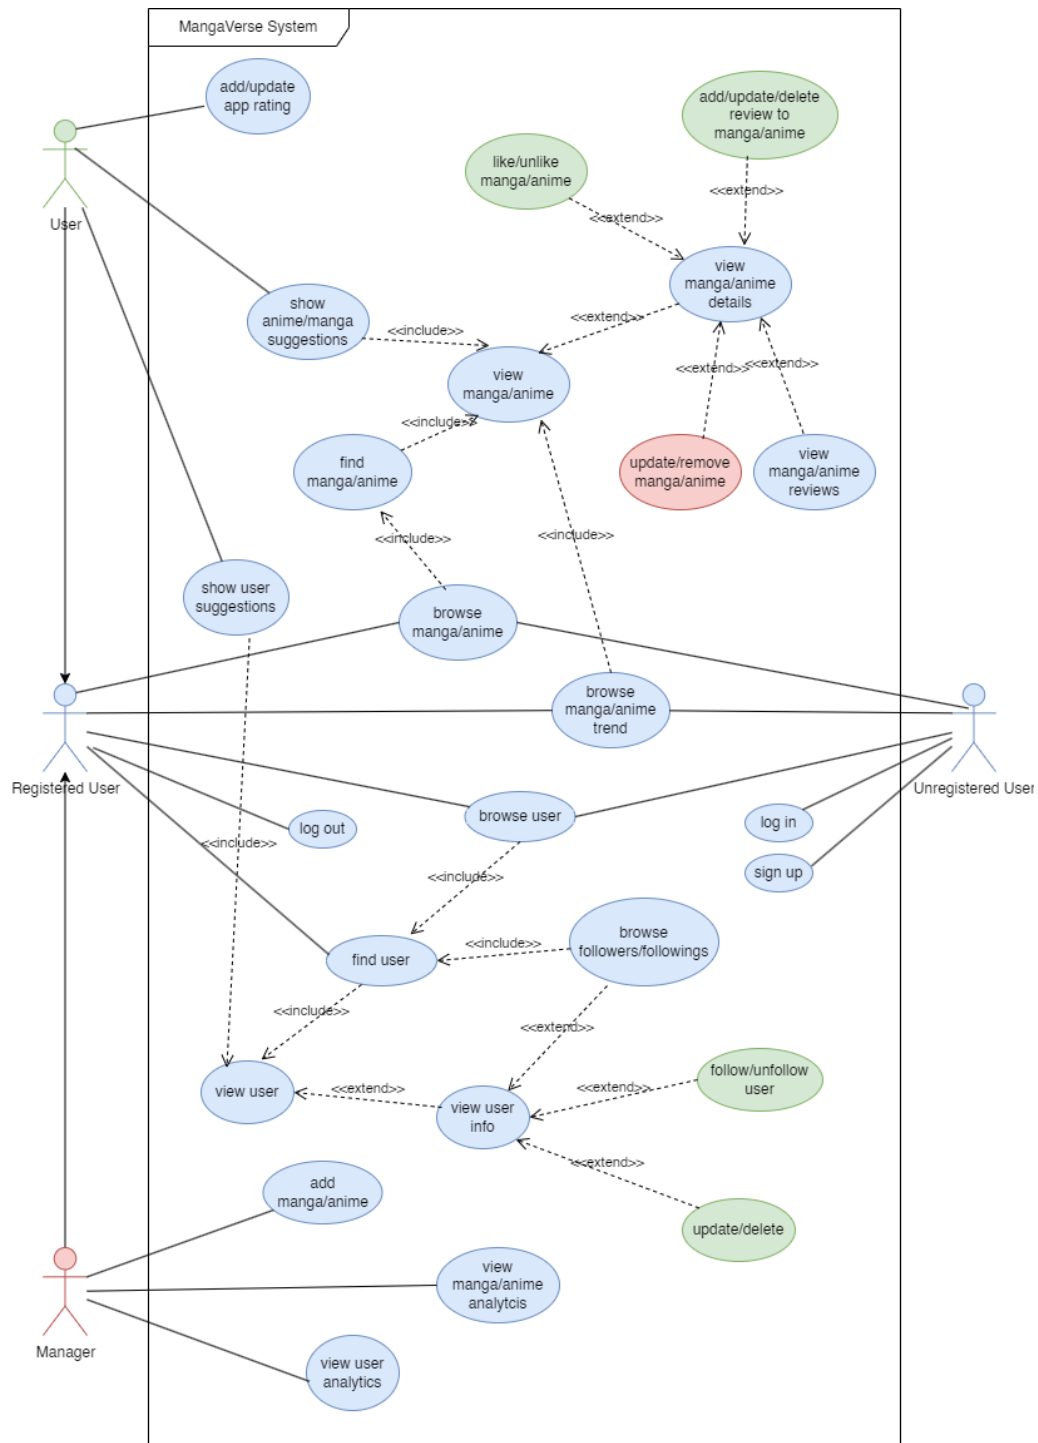 MangaVerse System
add/update
app rating
add/update/delete
review to
manga/anime
like/unlike
manga/anime
<<extend>>
<<extend>>
User
view
manga/anime
details
show
anime/manga
suggestions
<<include>>
<<extend>>
view
manga/anime
<<extend>>
<<extend>>
<<include>>
find
manga/anime
update/remove
manga/anime
view
manga/anime
reviews
<<include>>
<<include>>
show user
suggestions
browse
manga/anime
browse
manga/anime
trend
Registered User
Unregistered User
browse user
log out
log in
<<include>>
sign up
<<include>>
browse
followers/followings
<<include>>
find user
<<include>>
<<extend>>
follow/unfollow
user
view user
<<extend>>
<<extend>>
view user
info
<<extend>>
add
manga/anime
update/delete
view
manga/anime
analytcis
Manager
view user
analytics